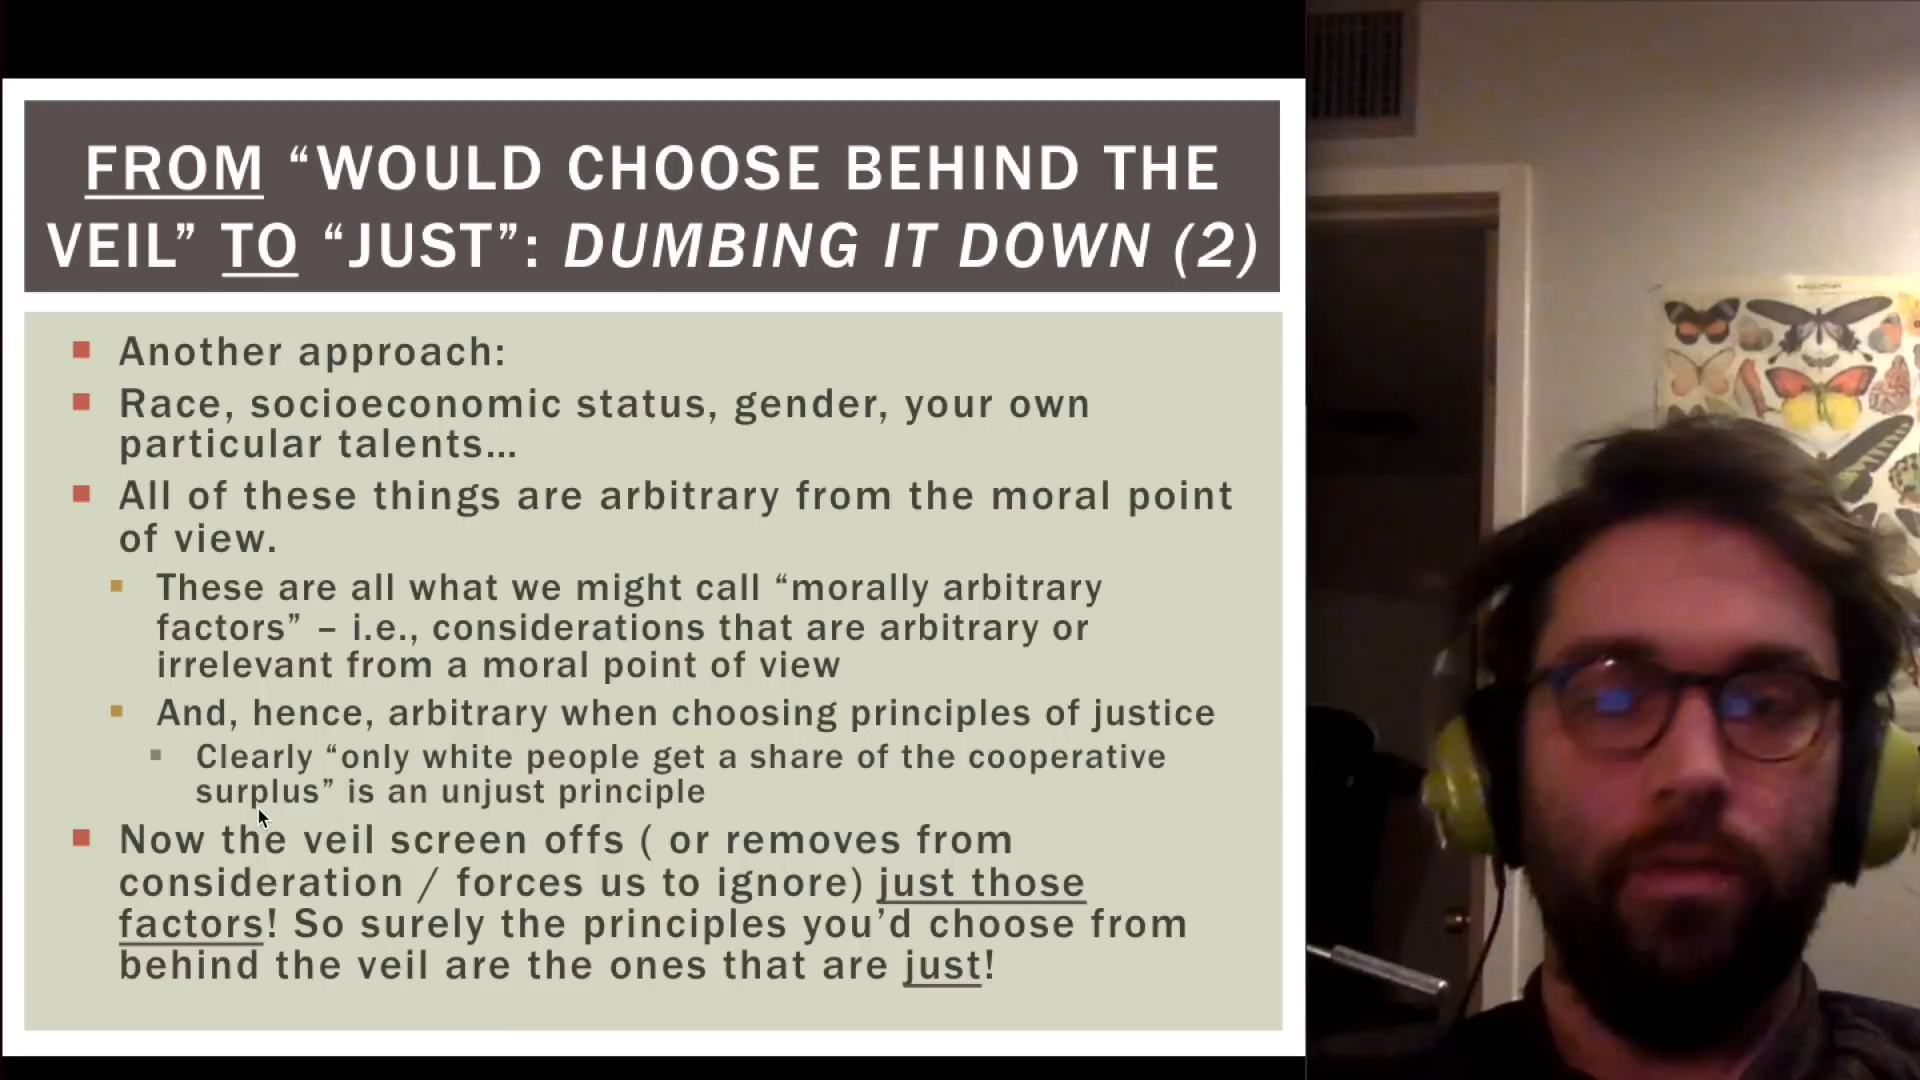 FROM “WOULD CHOOSE BEHIND THE
VEIL” TO “JUST”: DUMBING IT DOWN (2)
Another approach:
Race, socioeconomic status, gender, your own
particular talents…
All of these things are arbitrary from the moral point
of view.
These are all what we might call “morally arbitrary
factors” – i.e., considerations that are arbitrary or
irrelevant from a moral point of view
And, hence, arbitrary when choosing principles of justice
Clearly “only white people get a share of the cooperative
surplus” is an unjust principle
Now the veil screen offs ( or removes from
consideration / forces us to ignore) just those
factors! So surely the principles you’d choose from
behind the veil are the ones that are just!